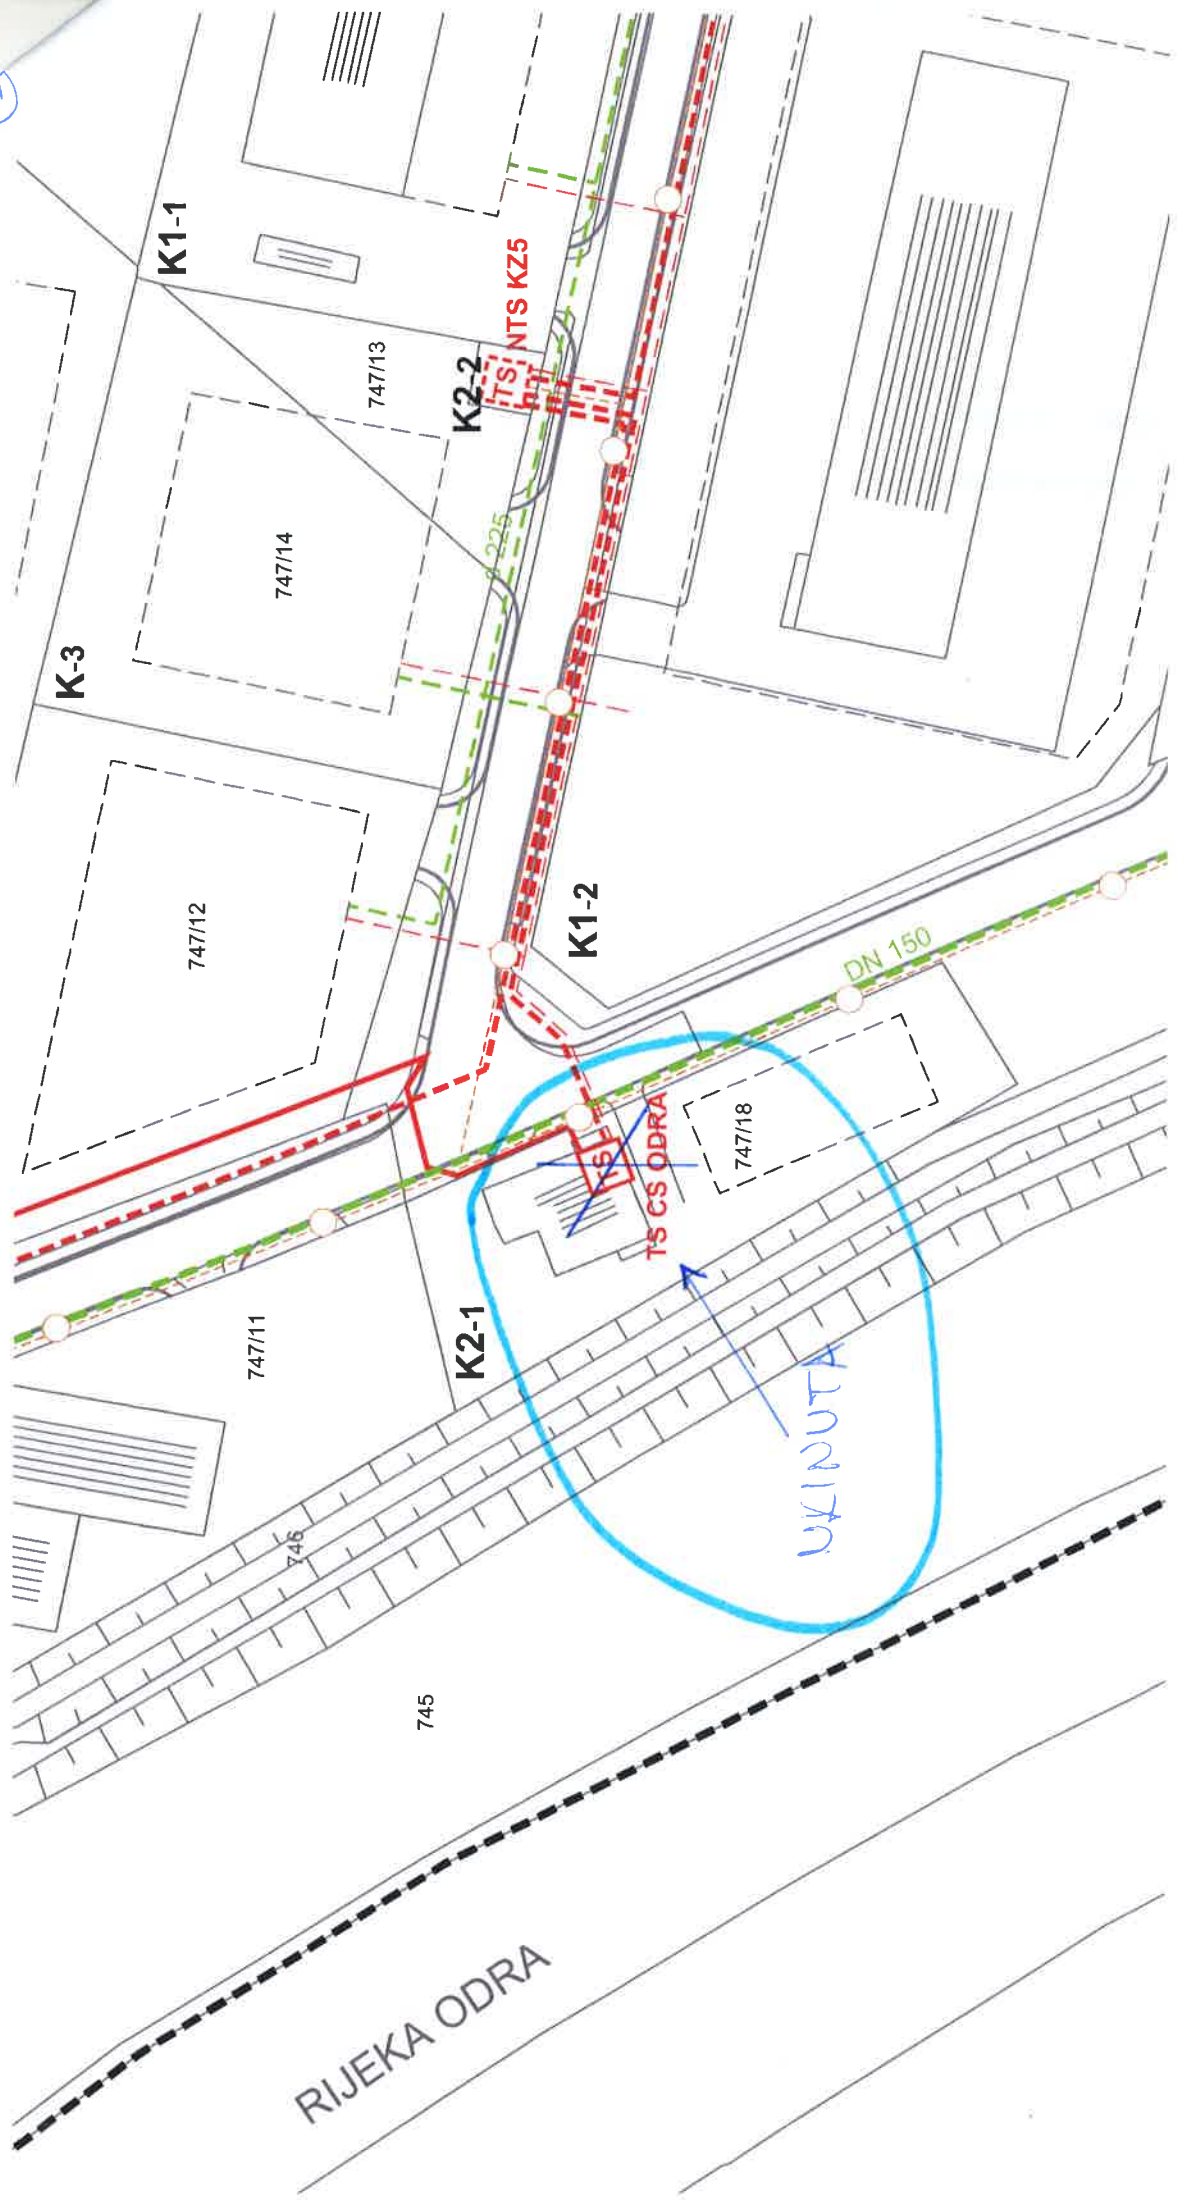 K1-1
NTS KZ5
747/13
K2-2
TS
747/14
ø 225
K-3
747/12
K1-2
DN 150
TS
TS CS ODRA
747/18
747/11
K2-1
UKINUTA
746
745
RIJEKA ODRA